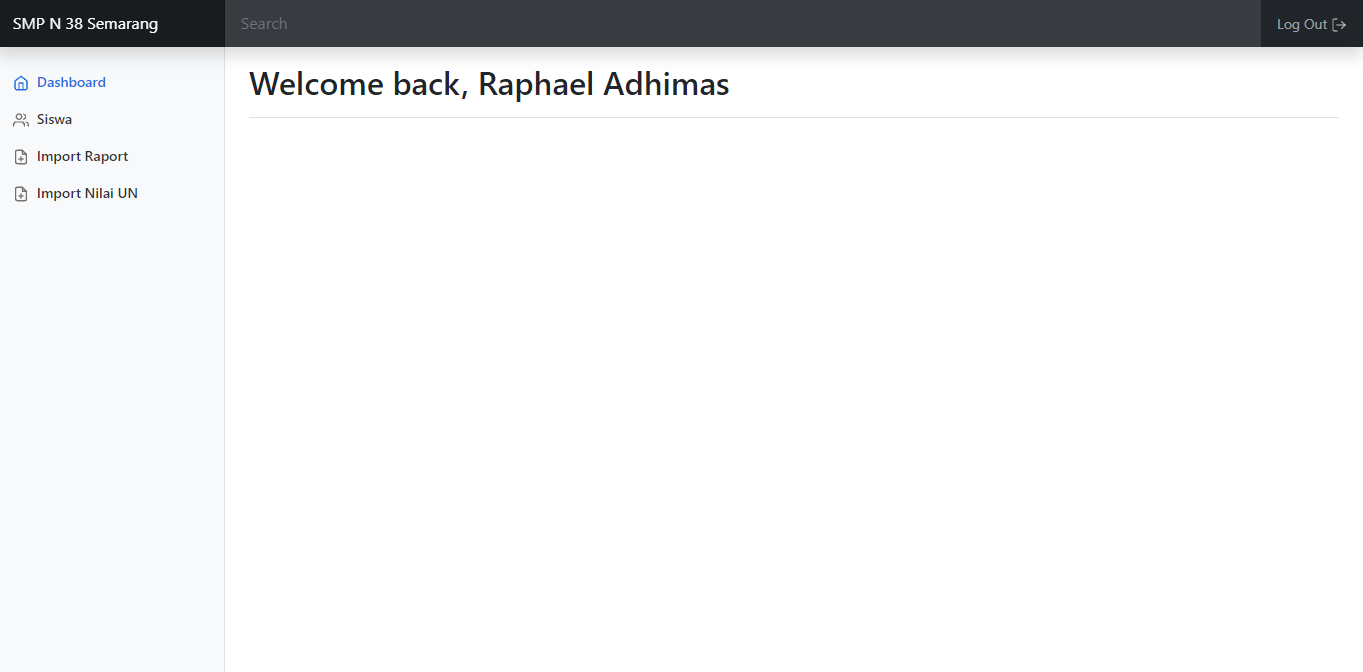 SMP N 38 Semarang
Search
Log Out
Dashboard
Siswa
Import Raport
Import Nilai UN
Welcome back, Raphael Adhimas